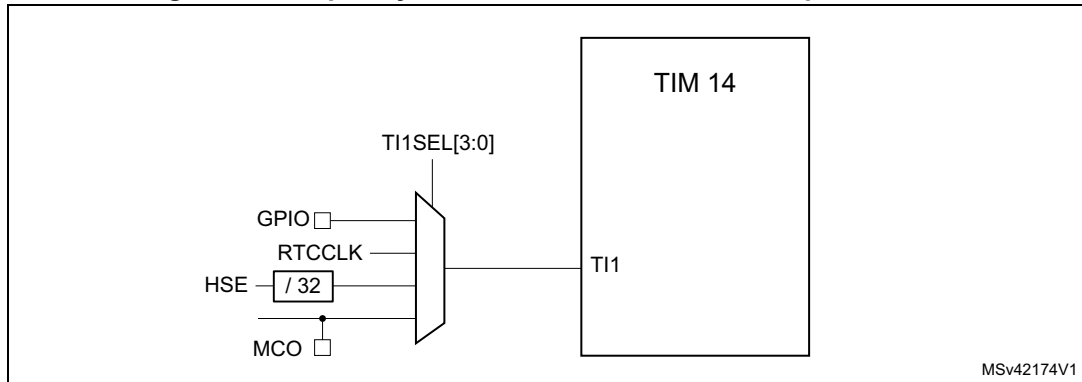 TIM 14
TI1SEL[3:0]
GPIO
RTCCLK
TI1
HSE
/ 32
MCO
MSv42174V1